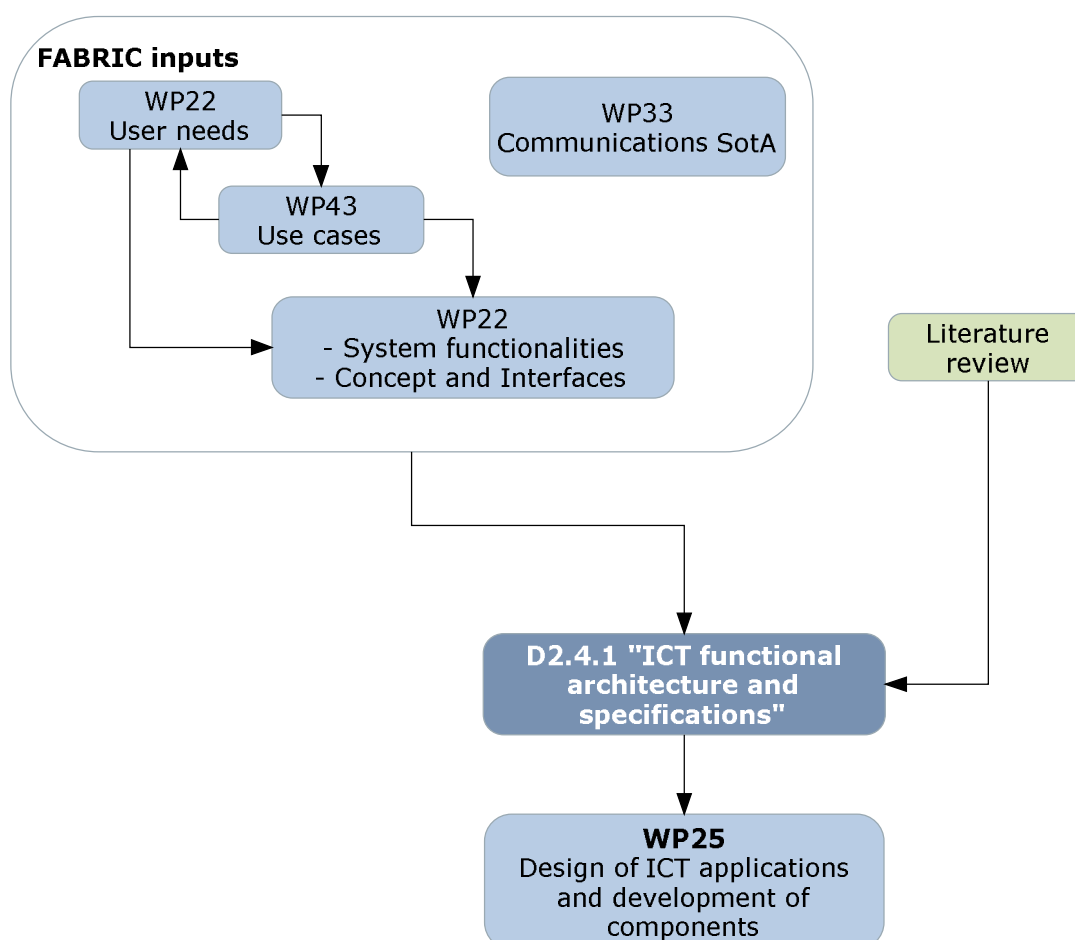 FABRIC inputs
WP22
User needs
WP33
Communications SotA
WP43
Use cases
WP22
- System functionalities
- Concept and Interfaces
Literature
review
D2.4.1 "ICT functional
architecture and
specifications"
WP25
Design of ICT applications
and development of
components